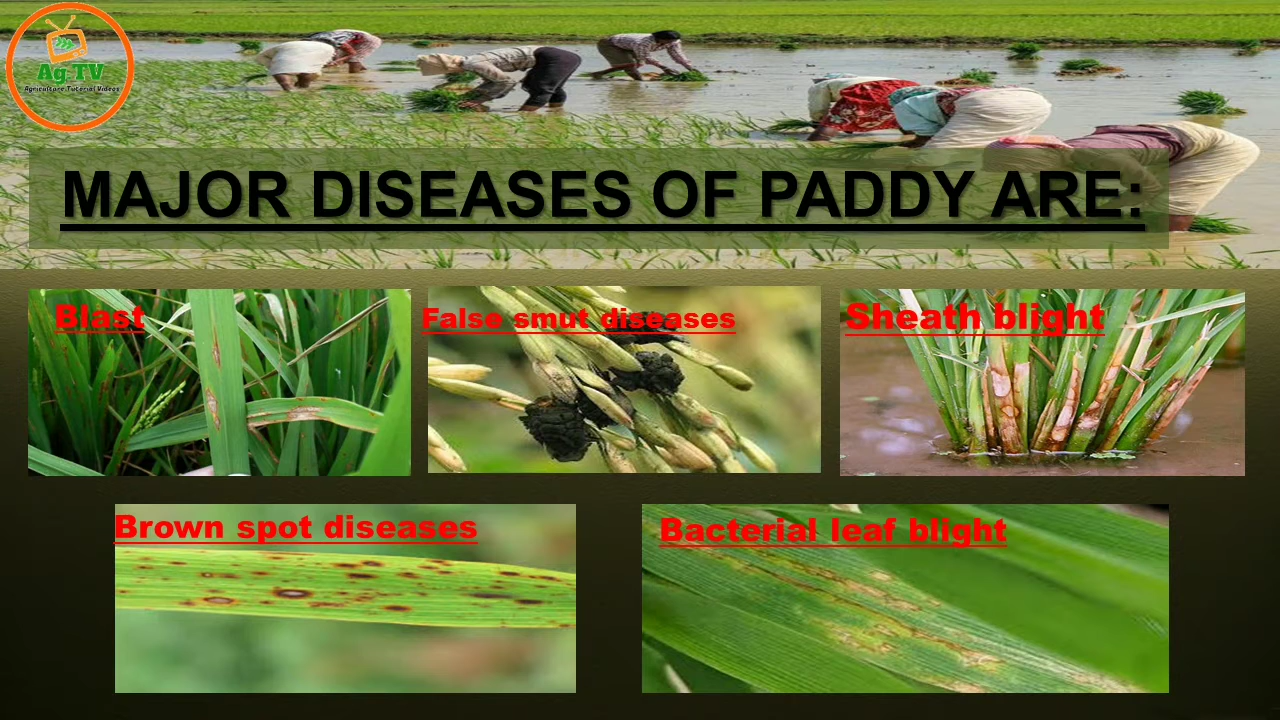 Ag TV
Agriculture Tutorial Videos
MAJOR DISEASES OF PADDY ARE:
Blast
False smut diseases
Sheath blight
Brown spot diseases
Bacterial leaf blight